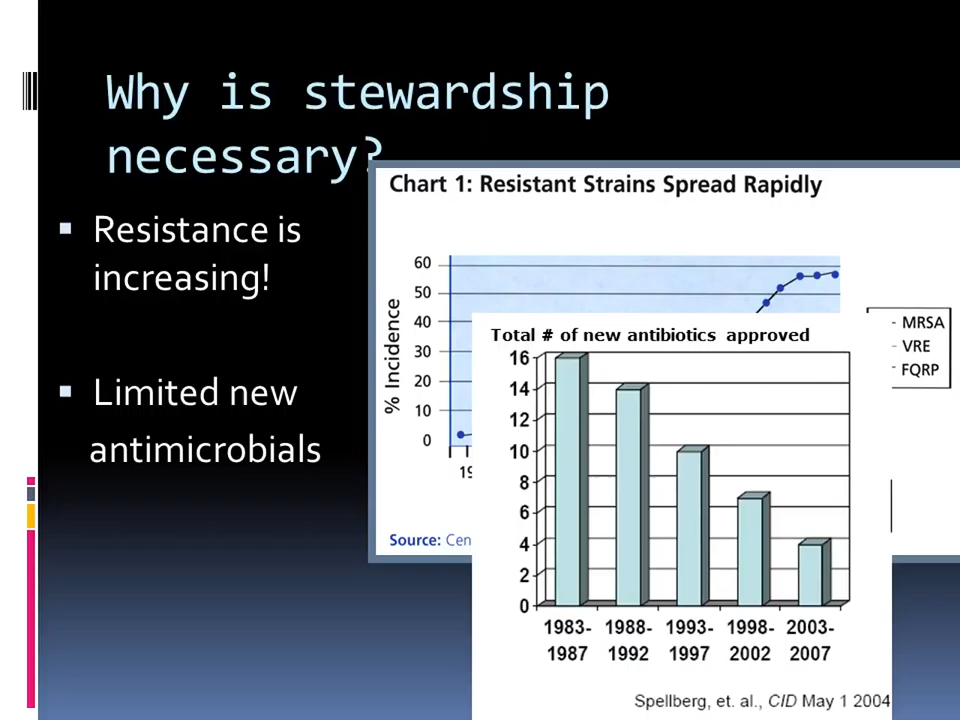 Why is stewardship
necessary?
Resistance is
increasing!
Limited new
antimicrobials
Chart 1: Resistant Strains Spread Rapidly
% Incidence
60
50
40
30
20
10
0
MRSA
VRE
FQRP
Source:
Total # of new antibiotics approved
16
14
12
10
8
6
4
2
0
1983- 1988- 1993- 1998- 2003-
1987 1992 1997 2002 2007
Spellberg, et. al., CID May 1 2004